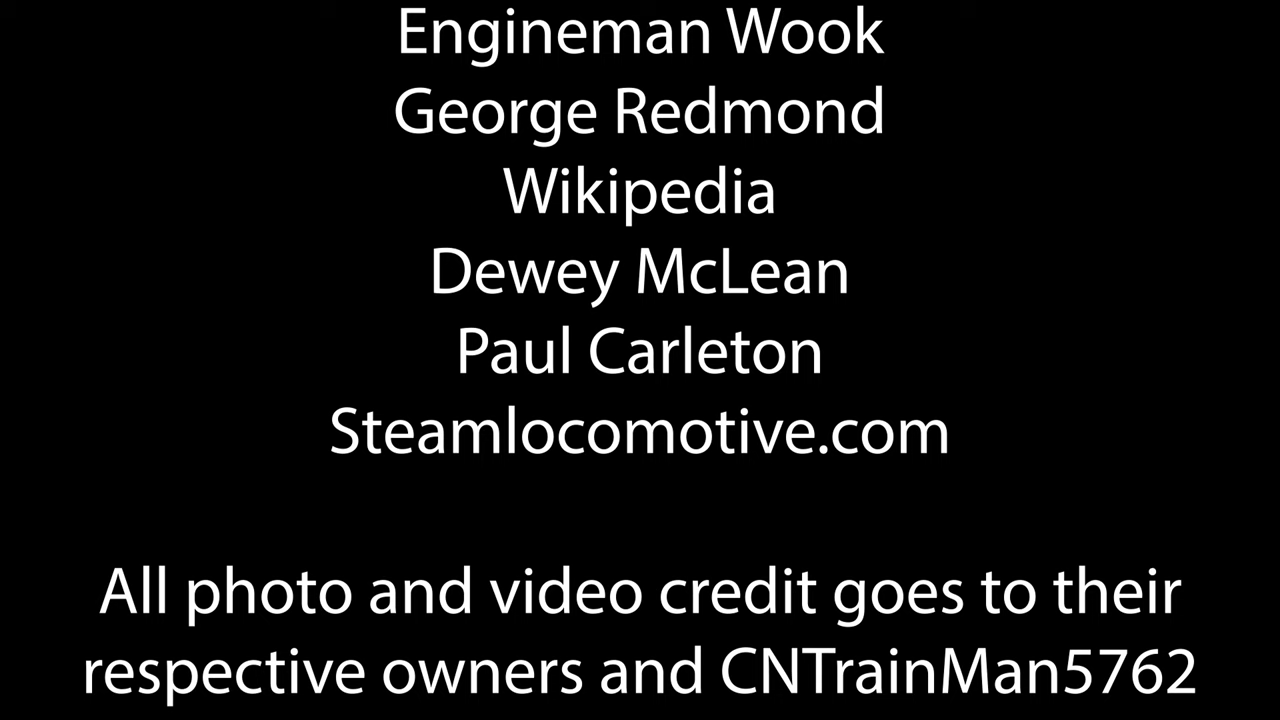 Engineman Wook
George Redmond
Wikipedia
Dewey McLean
Paul Carleton
Steamlocomotive.com
All photo and video credit goes to their
respective owners and CNTrainMan5762